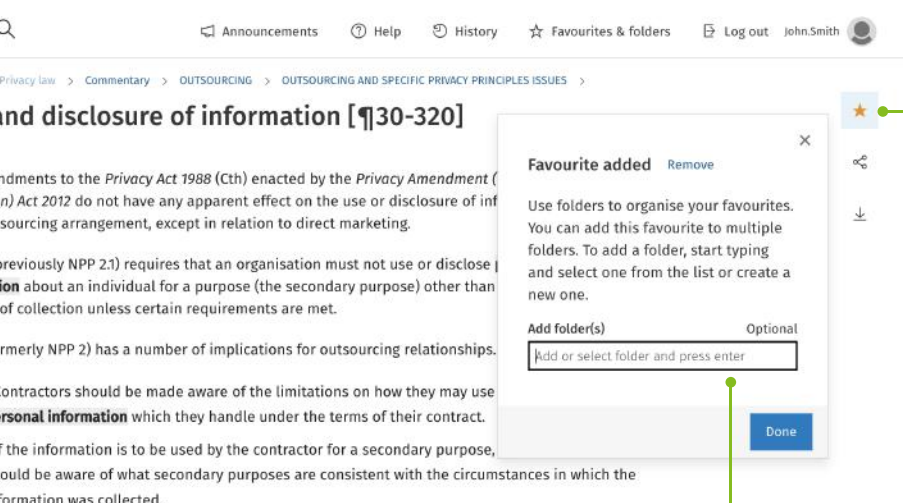 Announcements Help History Favourites & folders Log out John.Smith
Privacy law > Commentary > OUTSOURCING > OUTSOURCING AND SPECIFIC PRIVACY PRINCIPLES ISSUES >
and disclosure of information [¶30-320]
ndments to the Privacy Act 1988 (Cth) enacted by the Privacy Amendment (
n) Act 2012 do not have any apparent effect on the use or disclosure of inf
sourcing arrangement, except in relation to direct marketing.
previously NPP 2.1) requires that an organisation must not use or disclose
ion about an individual for a purpose (the secondary purpose) other than
of collection unless certain requirements are met.
rmerly NPP 2) has a number of implications for outsourcing relationships.
Contractors should be made aware of the limitations on how they may use
ersonal information which they handle under the terms of their contract.
f the information is to be used by the contractor for a secondary purpose,
ould be aware of what secondary purposes are consistent with the circumstances in which the
formation was collected.
Favourite added Remove
Use folders to organise your favourites.
You can add this favourite to multiple
folders. To add a folder, start typing
and select one from the list or create a
new one.
Add folder(s) Optional
Add or select folder and press enter
Done